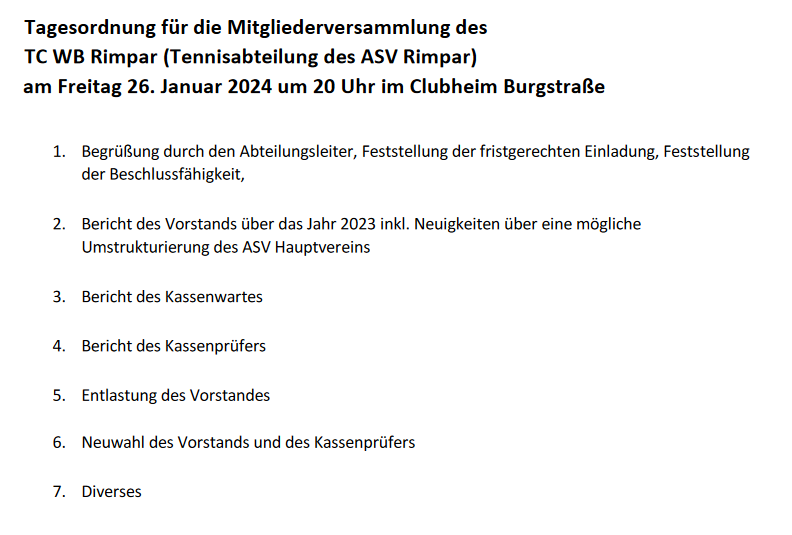 Tagesordnung für die Mitgliederversammlung des
TC WB Rimpar (Tennisabteilung des ASV Rimpar)
am Freitag 26. Januar 2024 um 20 Uhr im Clubheim Burgstraße
1. Begrüßung durch den Abteilungsleiter, Feststellung der fristgerechten Einladung, Feststellung
der Beschlussfähigkeit,
2. Bericht des Vorstands über das Jahr 2023 inkl. Neuigkeiten über eine mögliche
Umstrukturierung des ASV Hauptvereins
3. Bericht des Kassenwartes
4. Bericht des Kassenprüfers
5. Entlastung des Vorstandes
6. Neuwahl des Vorstands und des Kassenprüfers
7. Diverses